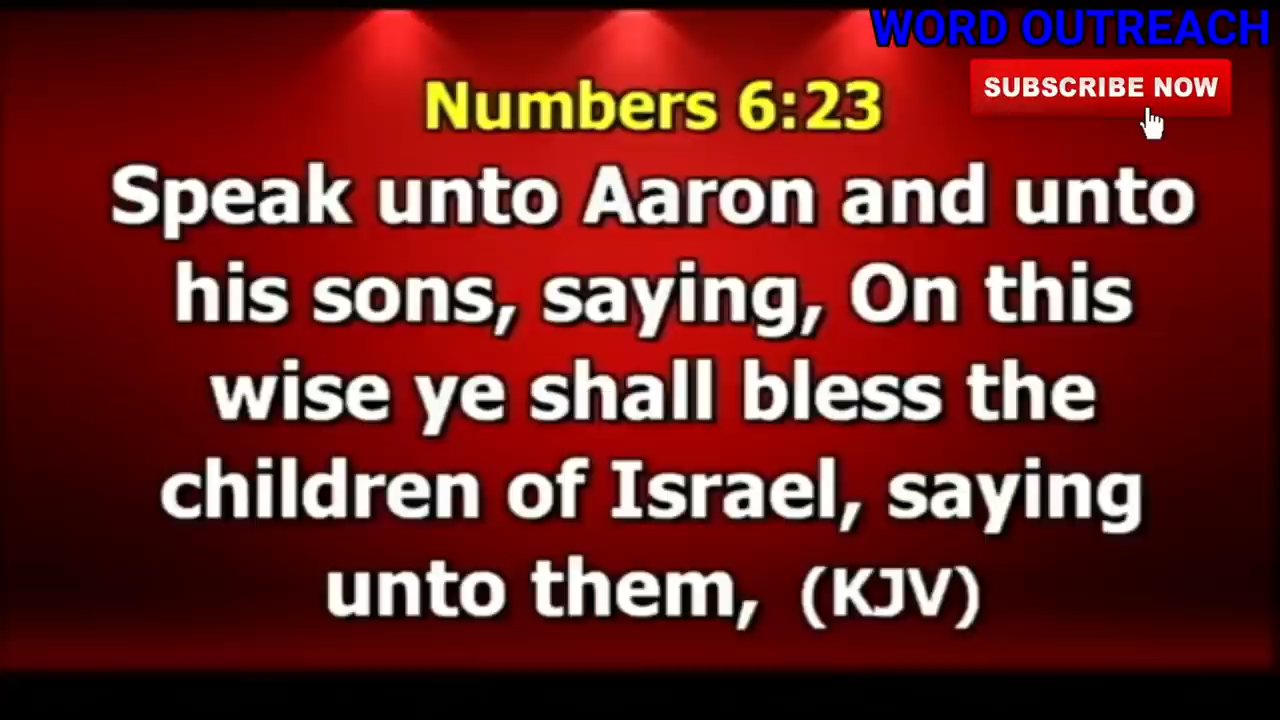 WORD OUTREACH
SUBSCRIBE NOW
Numbers 6:23
Speak unto Aaron and unto
his sons, saying, On this
wise ye shall bless the
children of Israel, saying
unto them, (KJV)